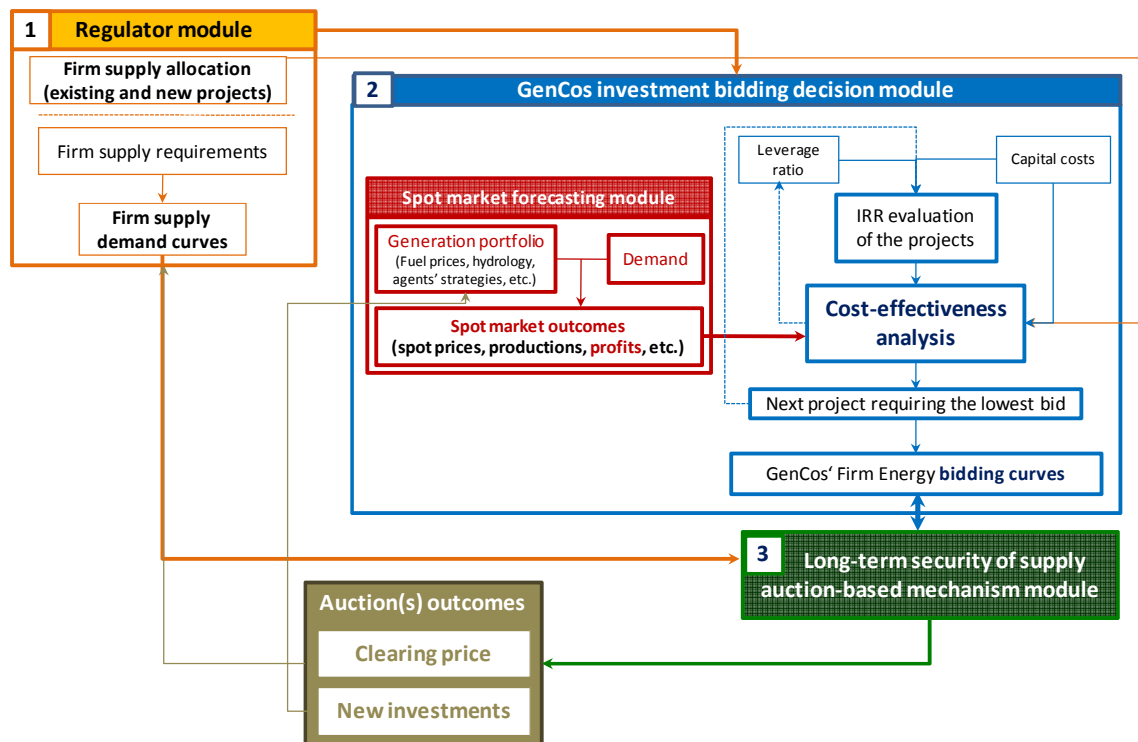 1
Regulator module
Firm supply allocation
(existing and new projects)
Firm supply requirements
Firm supply
demand curves
2
GenCos investment bidding decision module
Leverage
ratio
Capital costs
IRR evaluation
of the projects
Cost-effectiveness
analysis
Next project requiring the lowest bid
GenCos‘ Firm Energy bidding curves
Spot market forecasting module
Generation portfolio
(Fuel prices, hydrology,
agents’ strategies, etc.)
Demand
Spot market outcomes
(spot prices, productions, profits, etc.)
3
Long-term security of supply
auction-based mechanism module
Auction(s) outcomes
Clearing price
New investments